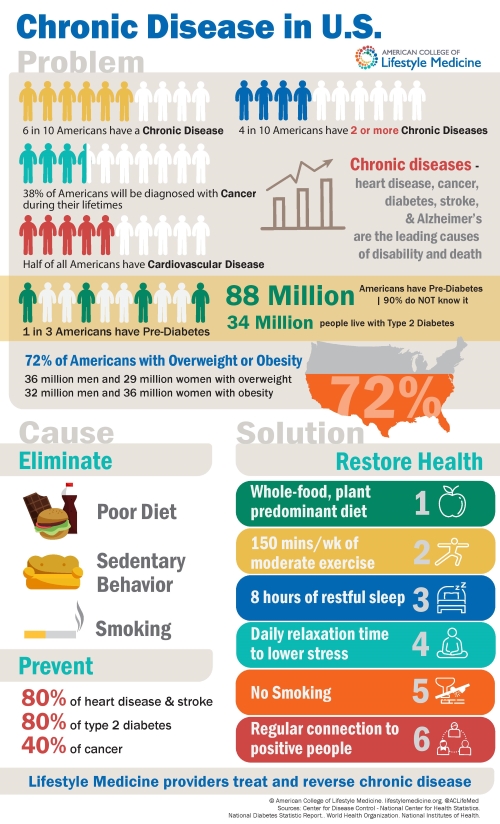 Chronic Disease in U.S.
Problem
AMERICAN COLLEGE OF
Lifestyle Medicine
6 in 10 Americans have a Chronic Disease
4 in 10 Americans have 2 or more Chronic Diseases
38% of Americans will be diagnosed with Cancer
during their lifetimes
Chronic diseases -
heart disease, cancer,
diabetes, stroke,
& Alzheimer's
are the leading causes
of disability and death
Half of all Americans have Cardiovascular Disease
1 in 3 Americans have Pre-Diabetes
88 Million
Americans have Pre-Diabetes
| 90% do NOT know it
34 Million people live with Type 2 Diabetes
72% of Americans with Overweight or Obesity
36 million men and 29 million women with overweight
32 million men and 36 million women with obesity
72%
Cause
Eliminate
Poor Diet
Sedentary
Behavior
Smoking
Prevent
80% of heart disease & stroke
80% of type 2 diabetes
40% of cancer
Solution
Restore Health
Whole-food, plant
predominant diet
1
150 mins/wk of
moderate exercise
2
8 hours of restful sleep
3
zzz
Daily relaxation time
to lower stress
4
No Smoking
5
Regular connection to
positive people
6
Lifestyle Medicine providers treat and reverse chronic disease
© American College of Lifestyle Medicine. lifestylemedicine.org. @ACLifeMed
Sources: Center for Disease Control - National Center for Health Statistics.
National Diabetes Statistic Report.. World Health Organization. National Institutes of Health.